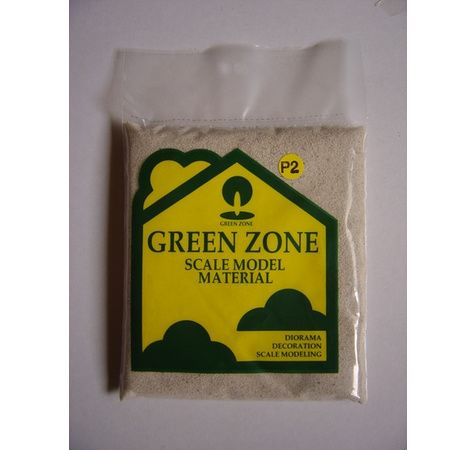 P2
GREEN ZONE
GREEN ZONE
SCALE MODEL
MATERIAL
DIORAMA
DECORATION
SCALE MODELING